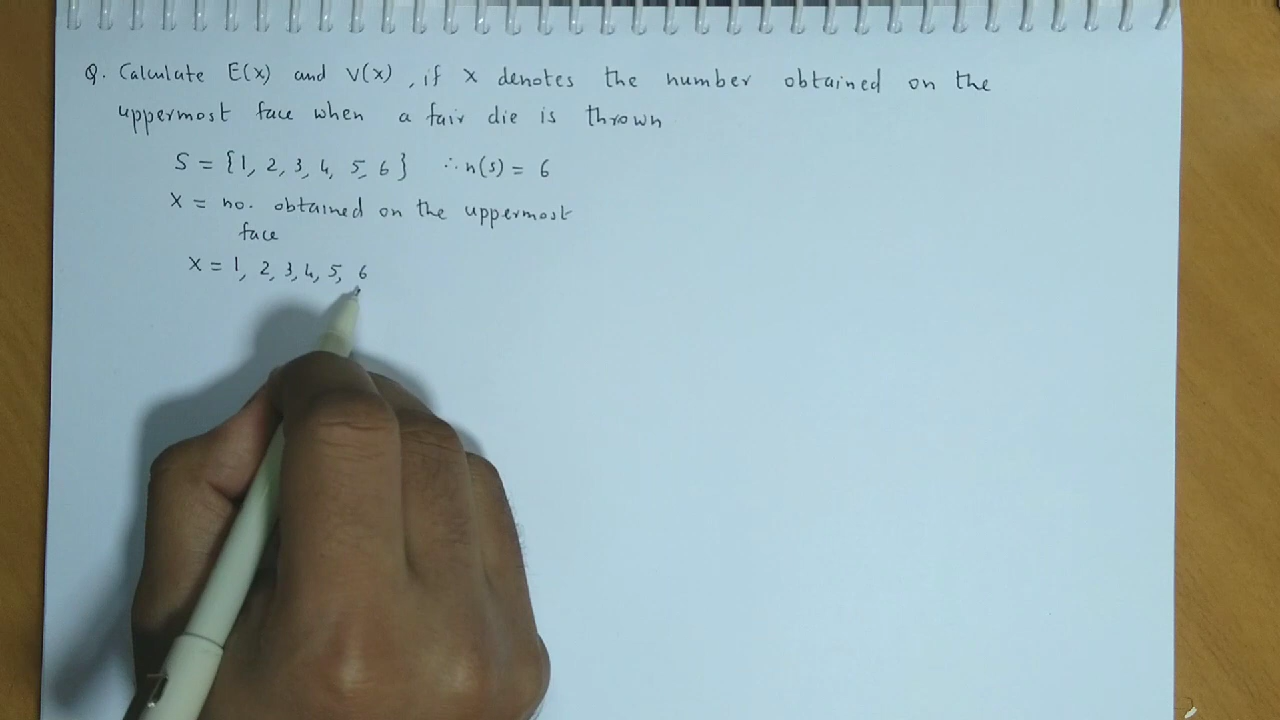 Q. Calculate E(x) and V(x), if X denotes the number obtained on the
uppermost face when a fair die is thrown
S = {1, 2, 3, 4, 5, 6} ∴ n(s) = 6
X = no. obtained on the uppermost
face
X = 1, 2, 3, 4, 5, 6